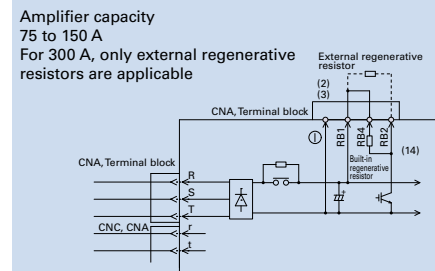 Amplifier capacity
75 to 150 A
For 300 A, only external regenerative
resistors are applicable
External regenerative
resistor
(2)
(3)
CNA, Terminal block
RB1
RB4
RB2
(14)
Built-in
regenerative
resistor
CNA, Terminal block
R
S
T
CNC, CNA
r
t
+